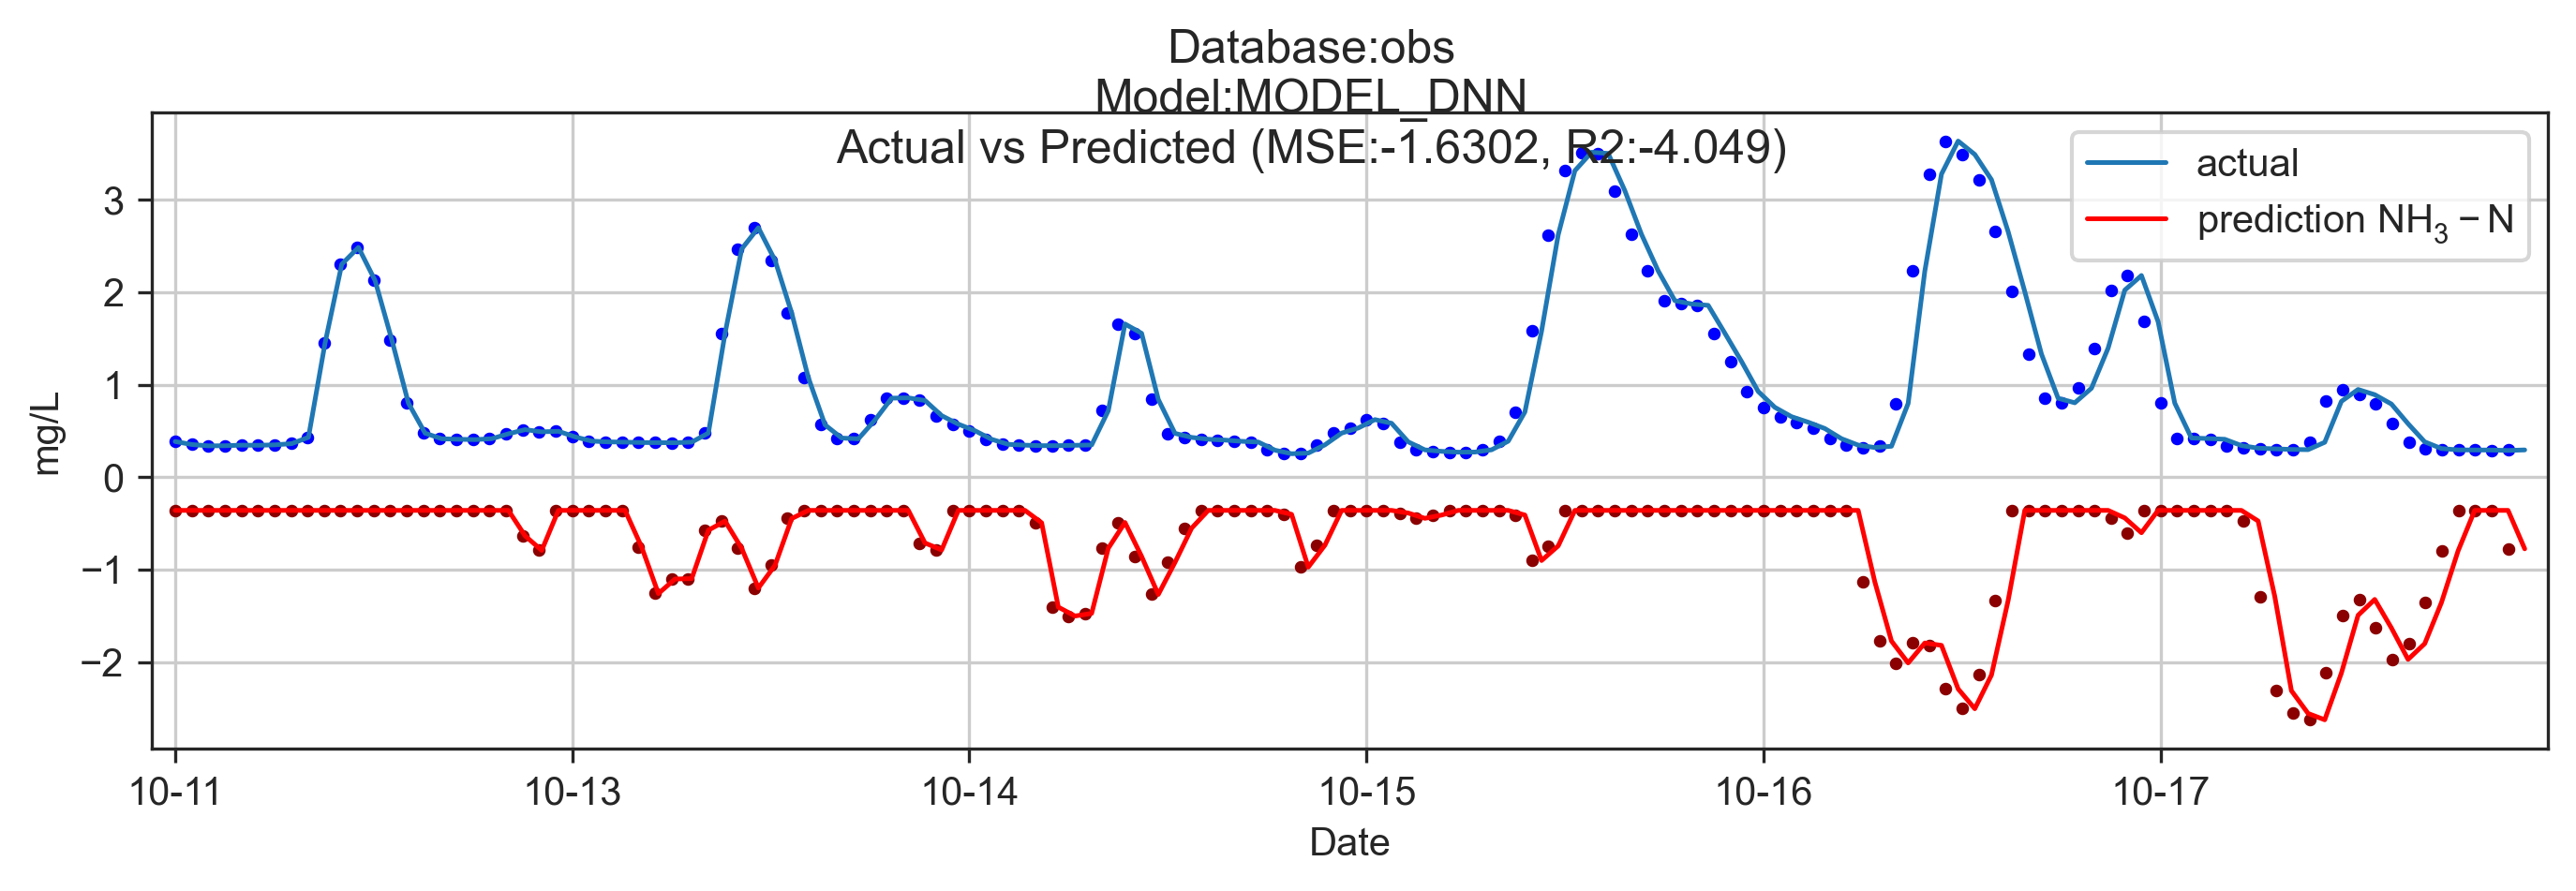 Database:obs
Model:MODEL_DNN
Actual vs Predicted (MSE:-1.6302, R2:-4.049)
actual
prediction NH₃ − N
3
2
1
0
−1
−2
mg/L
10-11 10-13 10-14 10-15 10-16 10-17
Date